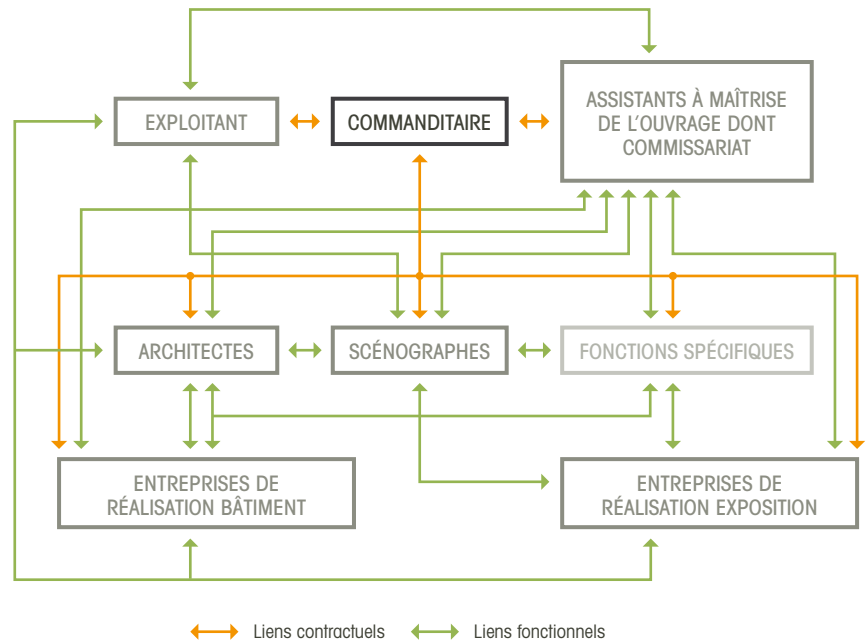 EXPLOITANT
COMMANDITAIRE
ASSISTANTS À MAÎTRISE
DE L'OUVRAGE DONT
COMMISSARIAT
ARCHITECTES
SCÉNOGRAPHES
FONCTIONS SPÉCIFIQUES
ENTREPRISES DE
RÉALISATION BÂTIMENT
ENTREPRISES DE
RÉALISATION EXPOSITION
Liens contractuels
Liens fonctionnels